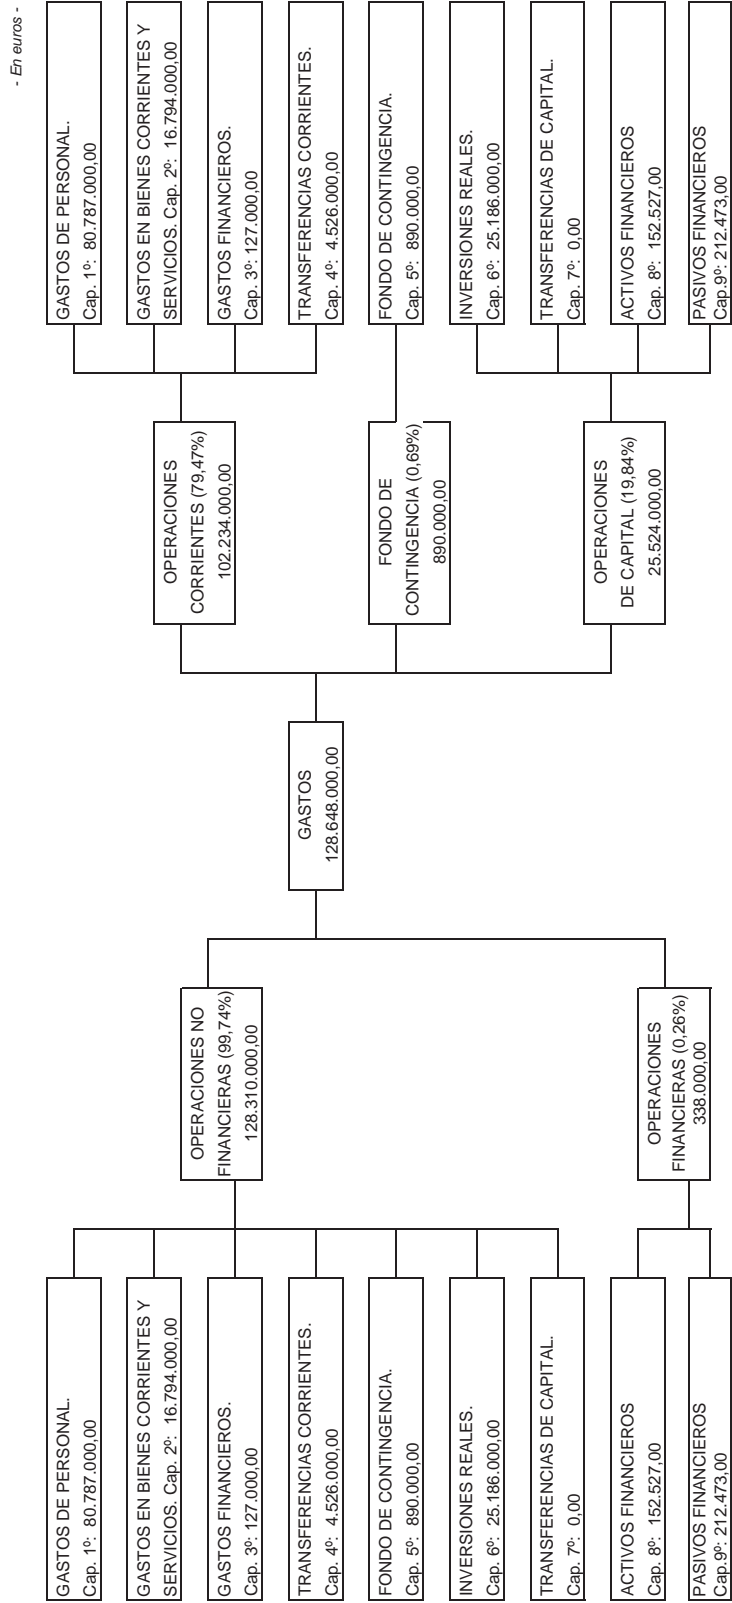 - En euros -
GASTOS DE PERSONAL.
Cap. 1º: 80.787.000,00
GASTOS EN BIENES CORRIENTES Y
SERVICIOS. Cap. 2º: 16.794.000,00
GASTOS FINANCIEROS.
Cap. 3º: 127.000,00
TRANSFERENCIAS CORRIENTES.
Cap. 4º: 4.526.000,00
FONDO DE CONTINGENCIA.
Cap. 5º: 890.000,00
INVERSIONES REALES.
Cap. 6º: 25.186.000,00
TRANSFERENCIAS DE CAPITAL.
Cap. 7º: 0,00
ACTIVOS FINANCIEROS
Cap. 8º: 152.527,00
PASIVOS FINANCIEROS
Cap.9º: 212.473,00
OPERACIONES NO
FINANCIERAS (99,74%)
128.310.000,00
OPERACIONES
FINANCIERAS (0,26%)
338.000,00
GASTOS
128.648.000,00
OPERACIONES
CORRIENTES (79,47%)
102.234.000,00
FONDO DE
CONTINGENCIA (0,69%)
890.000,00
OPERACIONES
DE CAPITAL (19,84%)
25.524.000,00
GASTOS DE PERSONAL.
Cap. 1º: 80.787.000,00
GASTOS EN BIENES CORRIENTES Y
SERVICIOS. Cap. 2º: 16.794.000,00
GASTOS FINANCIEROS.
Cap. 3º: 127.000,00
TRANSFERENCIAS CORRIENTES.
Cap. 4º: 4.526.000,00
FONDO DE CONTINGENCIA.
Cap. 5º: 890.000,00
INVERSIONES REALES.
Cap. 6º: 25.186.000,00
TRANSFERENCIAS DE CAPITAL.
Cap. 7º: 0,00
ACTIVOS FINANCIEROS
Cap. 8º: 152.527,00
PASIVOS FINANCIEROS
Cap.9º: 212.473,00